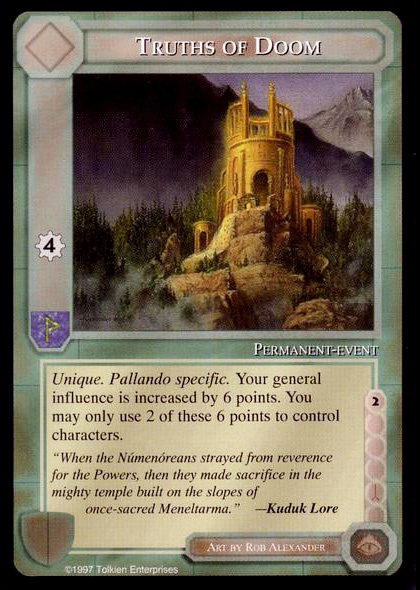 Truths of Doom
4
Permanent-event
Unique. Pallando specific. Your general
influence is increased by 6 points. You
may only use 2 of these 6 points to control
characters.
2
“When the Númenóreans strayed from reverence
for the Powers, then they made sacrifice in the
mighty temple built on the slopes of
once-sacred Meneltarma.” —Kuduk Lore
Art by Rob Alexander
©1997 Tolkien Enterprises